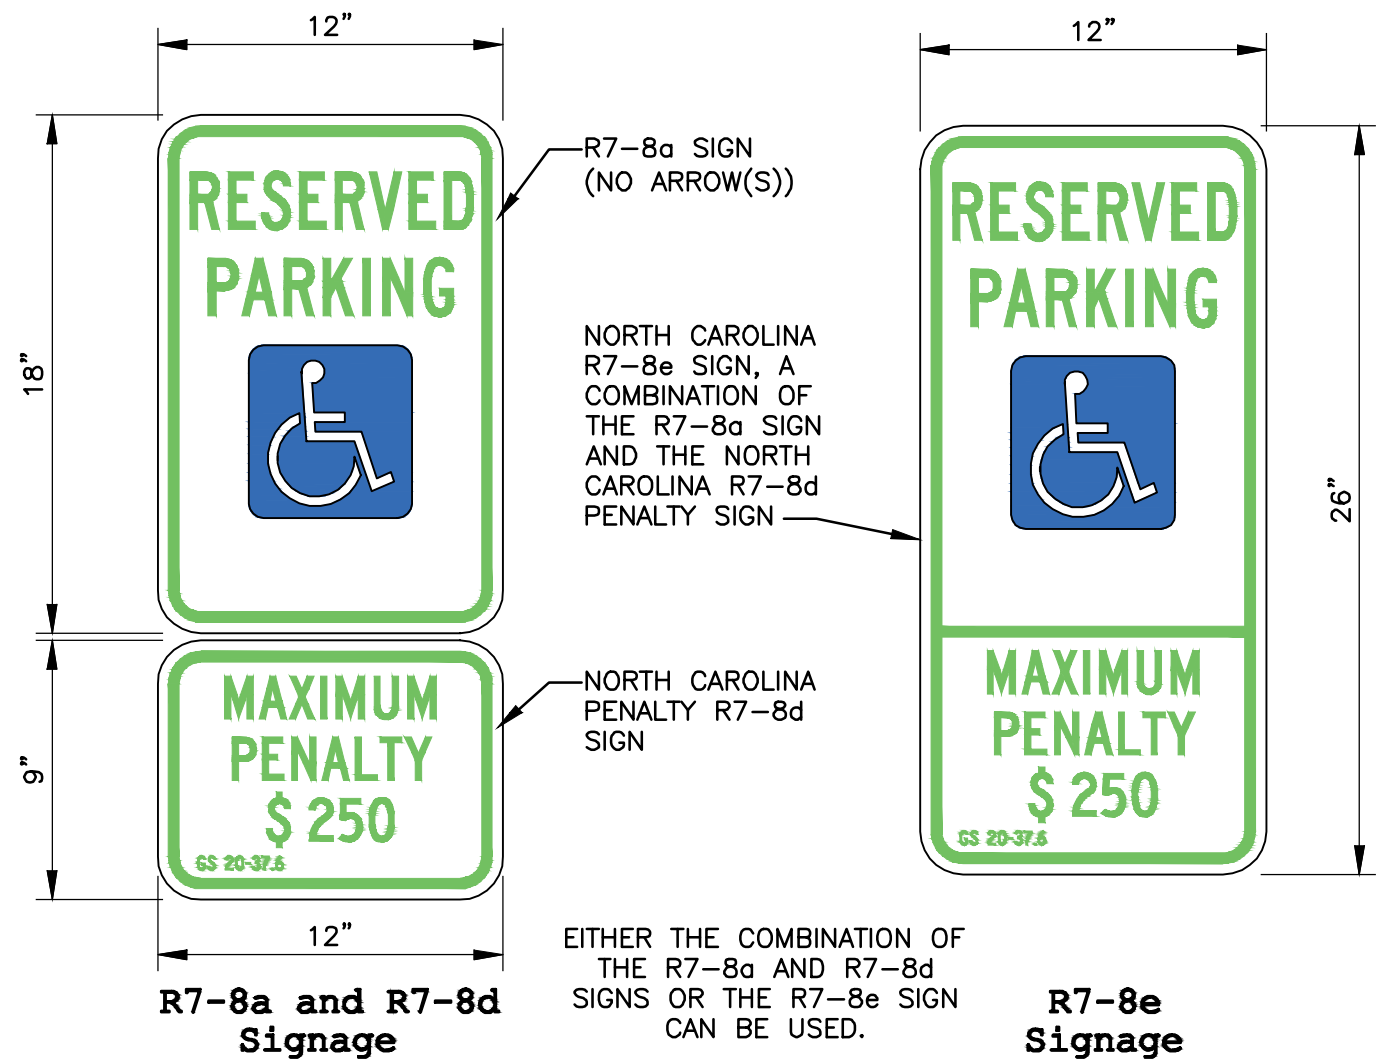 12”
RESERVED
PARKING
18”
MAXIMUM
PENALTY
$ 250
GS 20-37.6
9”
12”
R7-8a and R7-8d
Signage
R7-8a SIGN
(NO ARROW(S))
NORTH CAROLINA
R7-8e SIGN, A
COMBINATION OF
THE R7-8a SIGN
AND THE NORTH
CAROLINA R7-8d
PENALTY SIGN
NORTH CAROLINA
PENALTY R7-8d
SIGN
EITHER THE COMBINATION OF
THE R7-8a AND R7-8d
SIGNS OR THE R7-8e SIGN
CAN BE USED.
12”
RESERVED
PARKING
26”
MAXIMUM
PENALTY
$ 250
GS 20-37.6
R7-8e
Signage